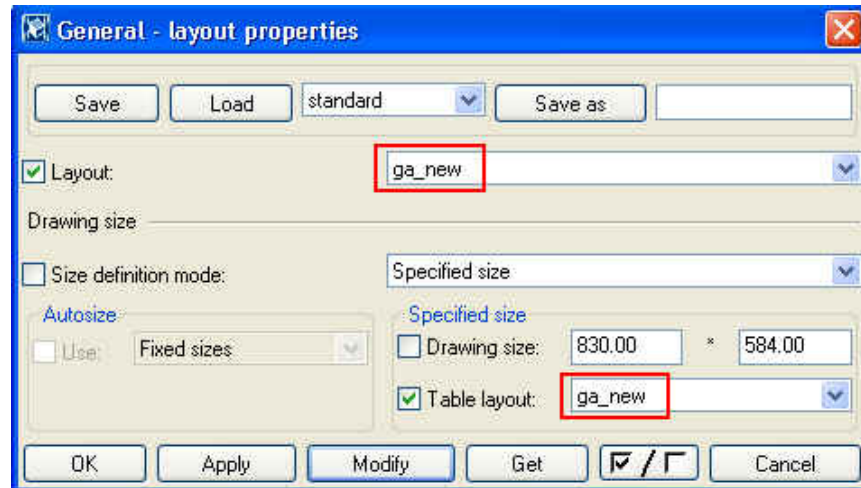 General - layout properties
Save Load standard Save as
Layout: ga_new
Drawing size
Size definition mode: Specified size
Autosize Specified size
Use: Fixed sizes Drawing size: 830.00 * 584.00
Table layout: ga_new
OK Apply Modify Get / Cancel